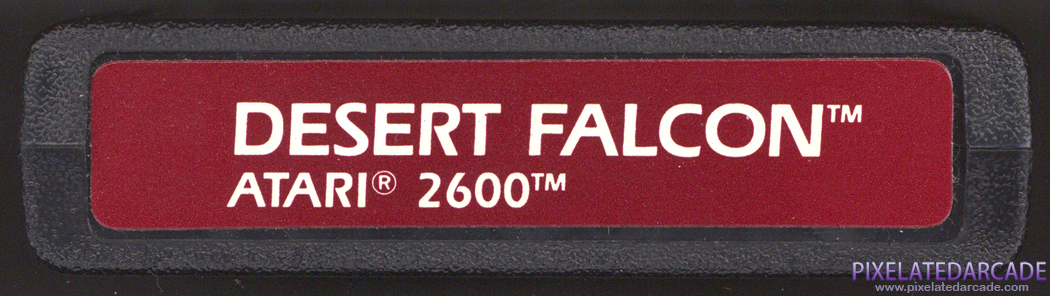 DESERT FALCON™
ATARI® 2600™
PIXELATEDARCADE
www.pixelatedarcade.com